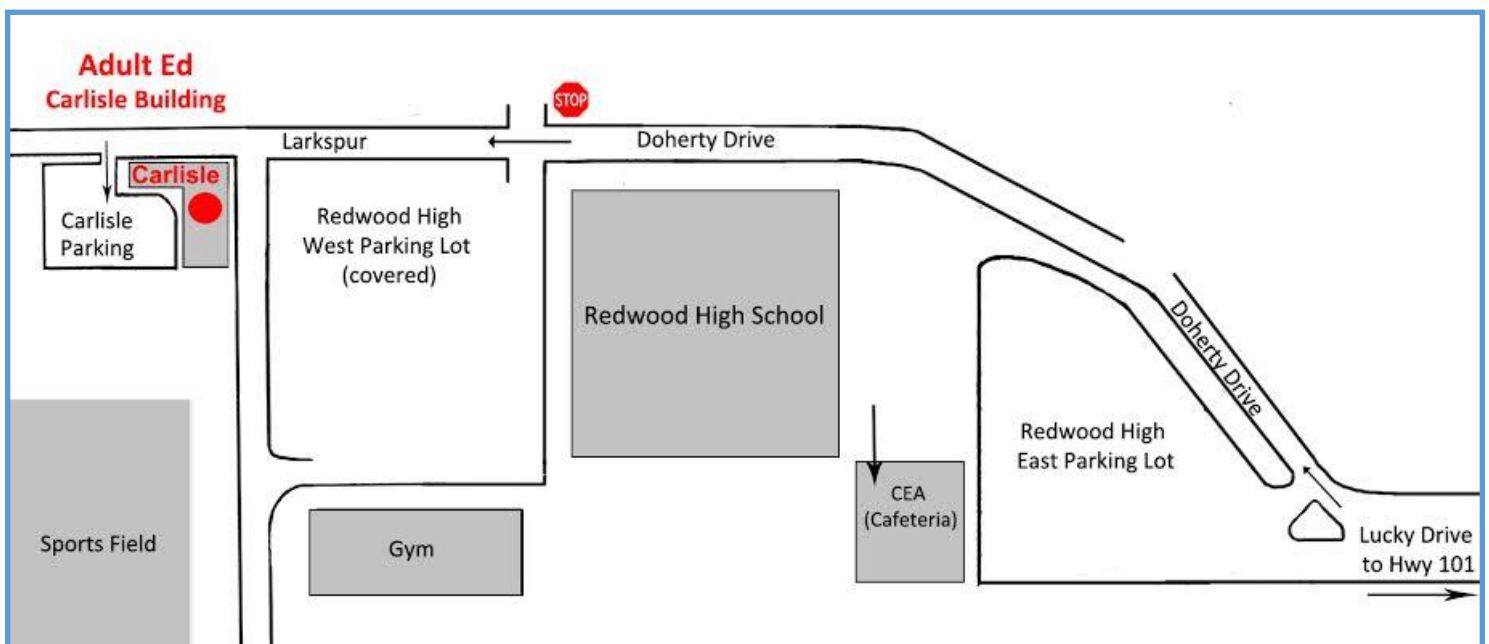 Adult Ed
Carlisle Building
STOP
Larkspur
Doherty Drive
Carlisle
Carlisle
Parking
Redwood High
West Parking Lot
(covered)
Redwood High School
Doherty Drive
Redwood High
East Parking Lot
CEA
(Cafeteria)
Sports Field
Gym
Lucky Drive
to Hwy 101